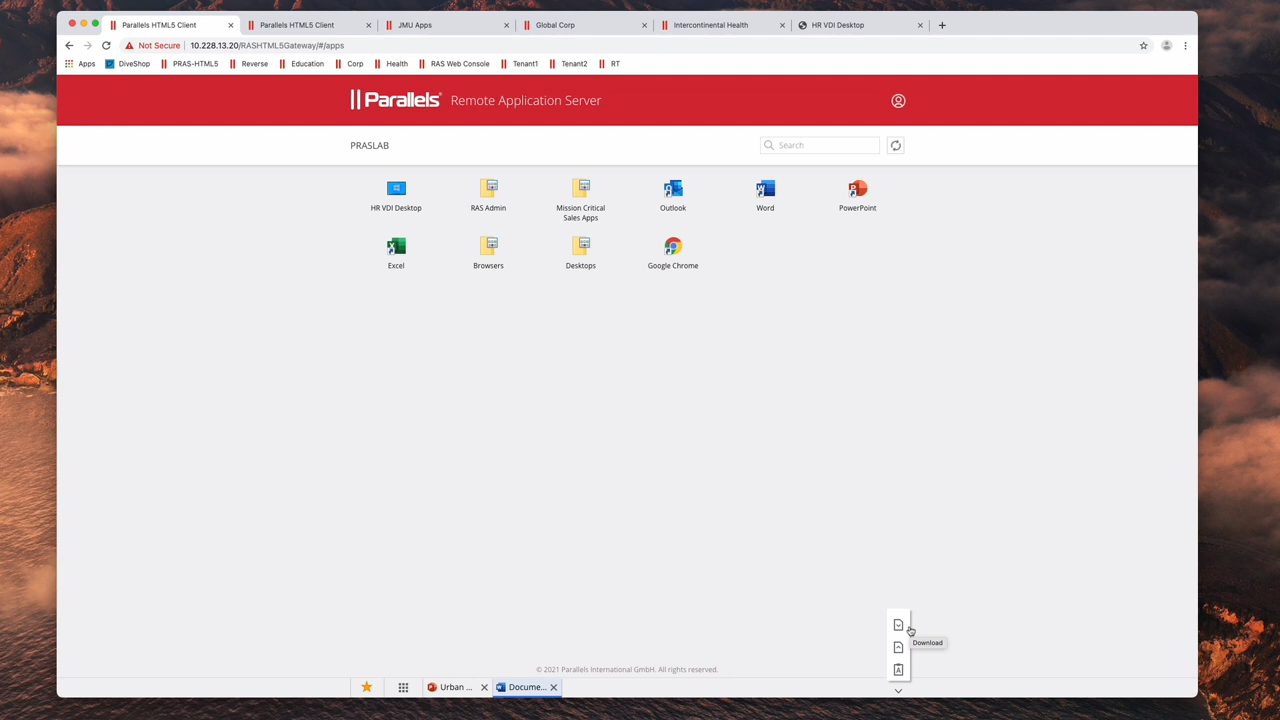 Parallels HTML5 Client
Parallels HTML5 Client
JMU Apps
Global Corp
Intercontinental Health
HR VDI Desktop
Not Secure
10.228.13.20/RASHTML5Gateway/#/apps
Apps
DiveShop
PRAS-HTML5
Reverse
Education
Corp
Health
RAS Web Console
Tenant1
Tenant2
RT
Parallels® Remote Application Server
PRASLAB
Search
HR VDI Desktop
RAS Admin
Mission Critical
Sales Apps
Outlook
Word
PowerPoint
Excel
Browsers
Desktops
Google Chrome
Download
© 2021 Parallels International GmbH. All rights reserved.
Urban ...
Docume...